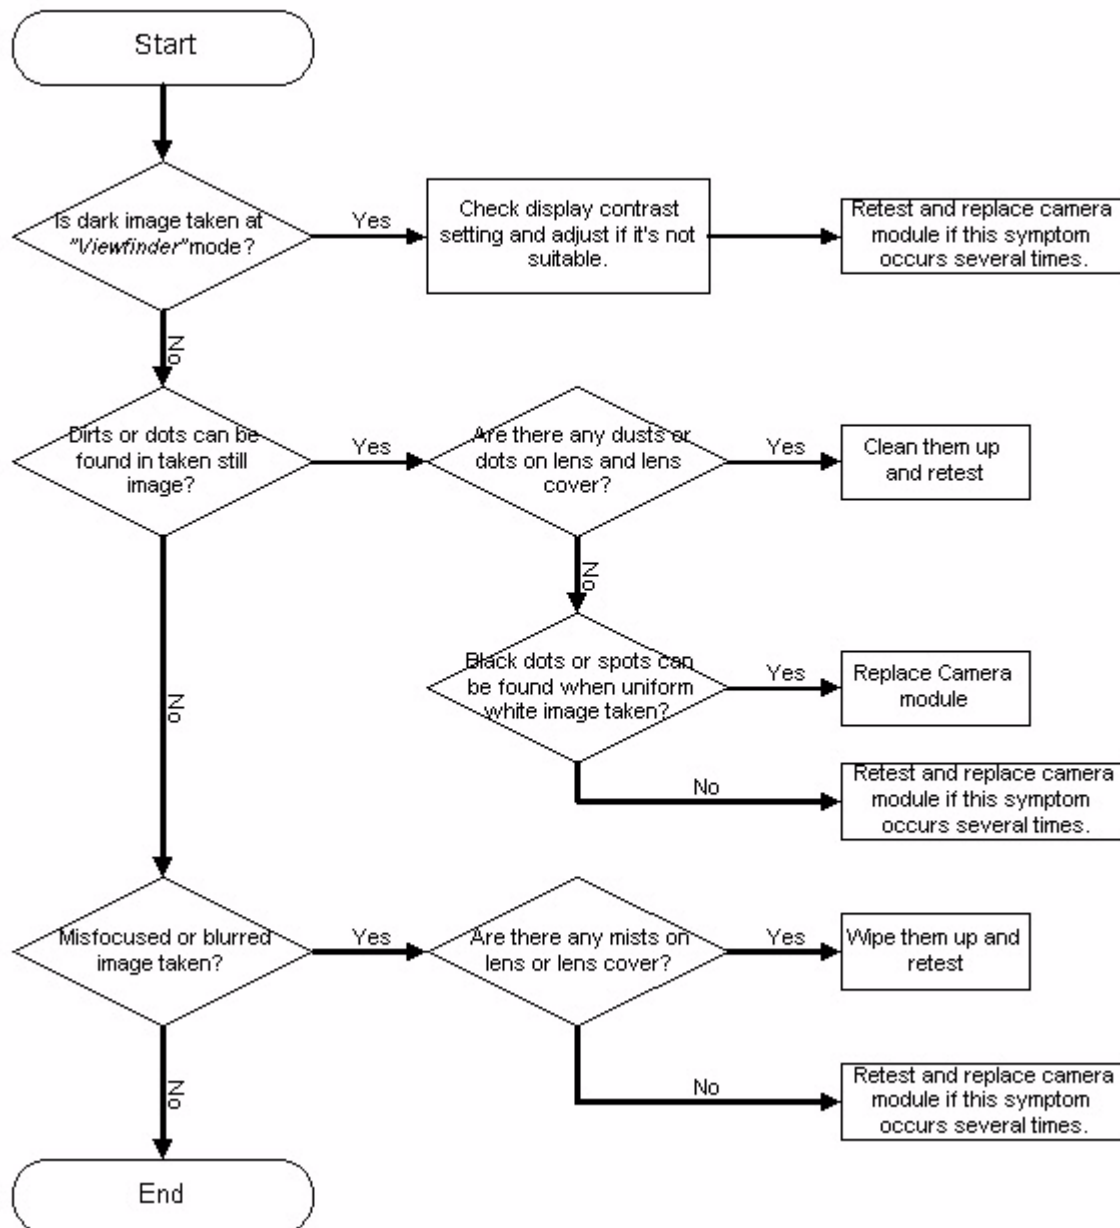 Start
Is dark image taken at
"Viewfinder"mode?
Yes
Check display contrast
setting and adjust if it's not
suitable.
Retest and replace camera
module if this symptom
occurs several times.
No
Dirts or dots can be
found in taken still
image?
Yes
Are there any dusts or
dots on lens and lens
cover?
Yes
Clean them up
and retest
No
Black dots or spots can
be found when uniform
white image taken?
Yes
Replace Camera
module
No
No
Retest and replace camera
module if this symptom
occurs several times.
Misfocused or blurred
image taken?
Yes
Are there any mists on
lens or lens cover?
Yes
Wipe them up and
retest
No
No
Retest and replace camera
module if this symptom
occurs several times.
End